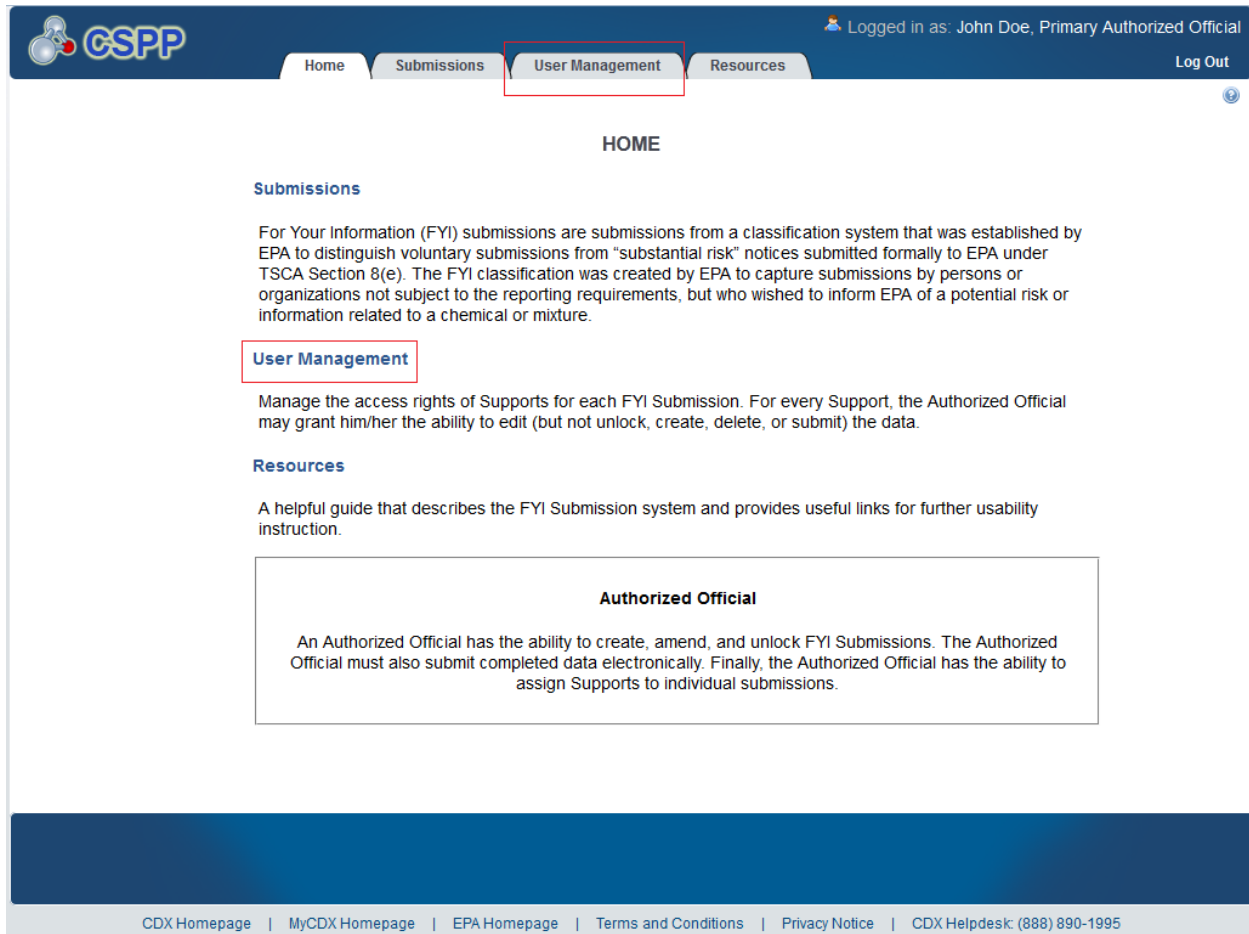 CSPP
Logged in as: John Doe, Primary Authorized Official
Home
Submissions
User Management
Resources
Log Out
HOME
Submissions
For Your Information (FYI) submissions are submissions from a classification system that was established by
EPA to distinguish voluntary submissions from “substantial risk” notices submitted formally to EPA under
TSCA Section 8(e). The FYI classification was created by EPA to capture submissions by persons or
organizations not subject to the reporting requirements, but who wished to inform EPA of a potential risk or
information related to a chemical or mixture.
User Management
Manage the access rights of Supports for each FYI Submission. For every Support, the Authorized Official
may grant him/her the ability to edit (but not unlock, create, delete, or submit) the data.
Resources
A helpful guide that describes the FYI Submission system and provides useful links for further usability
instruction.
Authorized Official
An Authorized Official has the ability to create, amend, and unlock FYI Submissions. The Authorized
Official must also submit completed data electronically. Finally, the Authorized Official has the ability to
assign Supports to individual submissions.
CDX Homepage | MyCDX Homepage | EPA Homepage | Terms and Conditions | Privacy Notice | CDX Helpdesk: (888) 890-1995